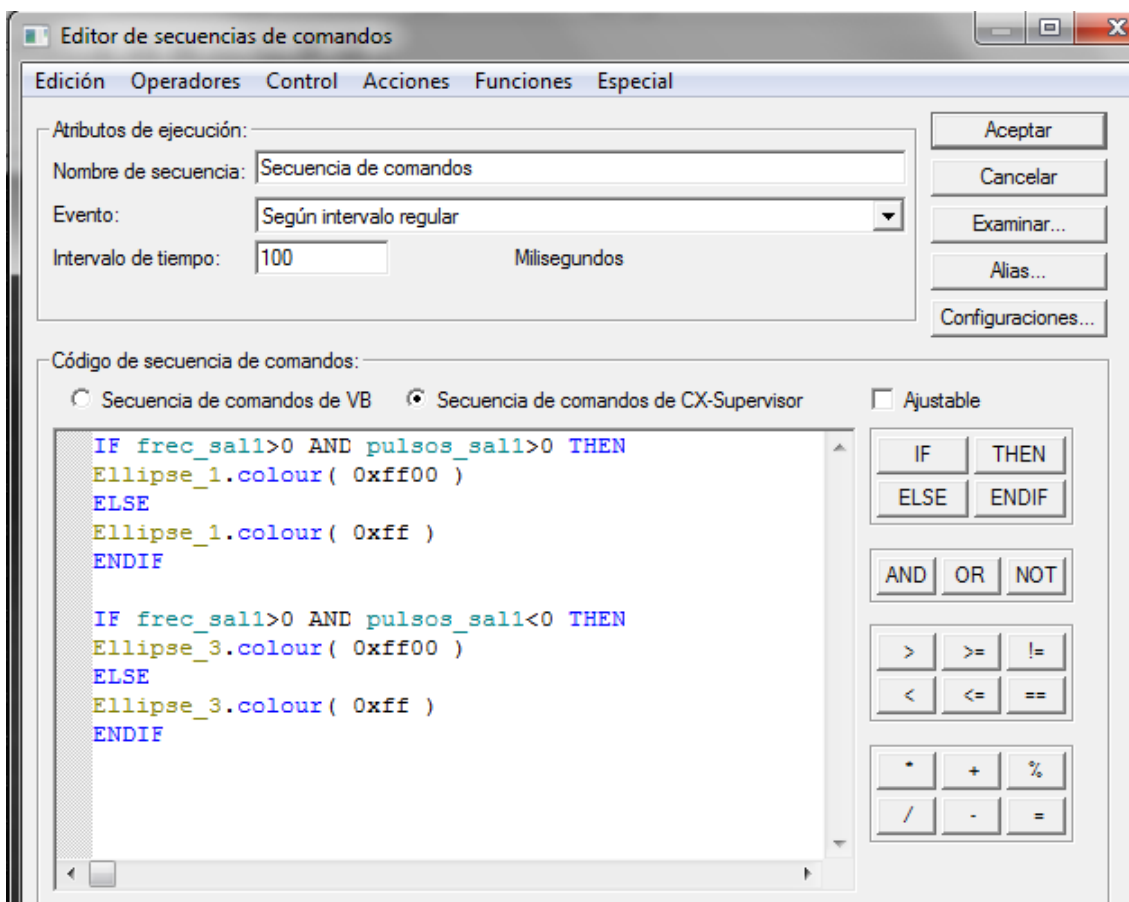 Editor de secuencias de comandos
Edición Operadores Control Acciones Funciones Especial
Atributos de ejecución:
Nombre de secuencia: Secuencia de comandos
Evento: Según intervalo regular
Intervalo de tiempo: 100 Milisegundos
Aceptar
Cancelar
Examinar...
Alias...
Configuraciones...
Código de secuencia de comandos:
Secuencia de comandos de VB Secuencia de comandos de CX-Supervisor Ajustable
IF frec_sal1>0 AND pulsos_sal1>0 THEN
Ellipse_1.colour( 0xff00 )
ELSE
Ellipse_1.colour( 0xff )
ENDIF
IF frec_sal1>0 AND pulsos_sal1<0 THEN
Ellipse_3.colour( 0xff00 )
ELSE
Ellipse_3.colour( 0xff )
ENDIF
IF THEN
ELSE ENDIF
AND OR NOT
> >= !=
< <= ==
* + %
/ - =